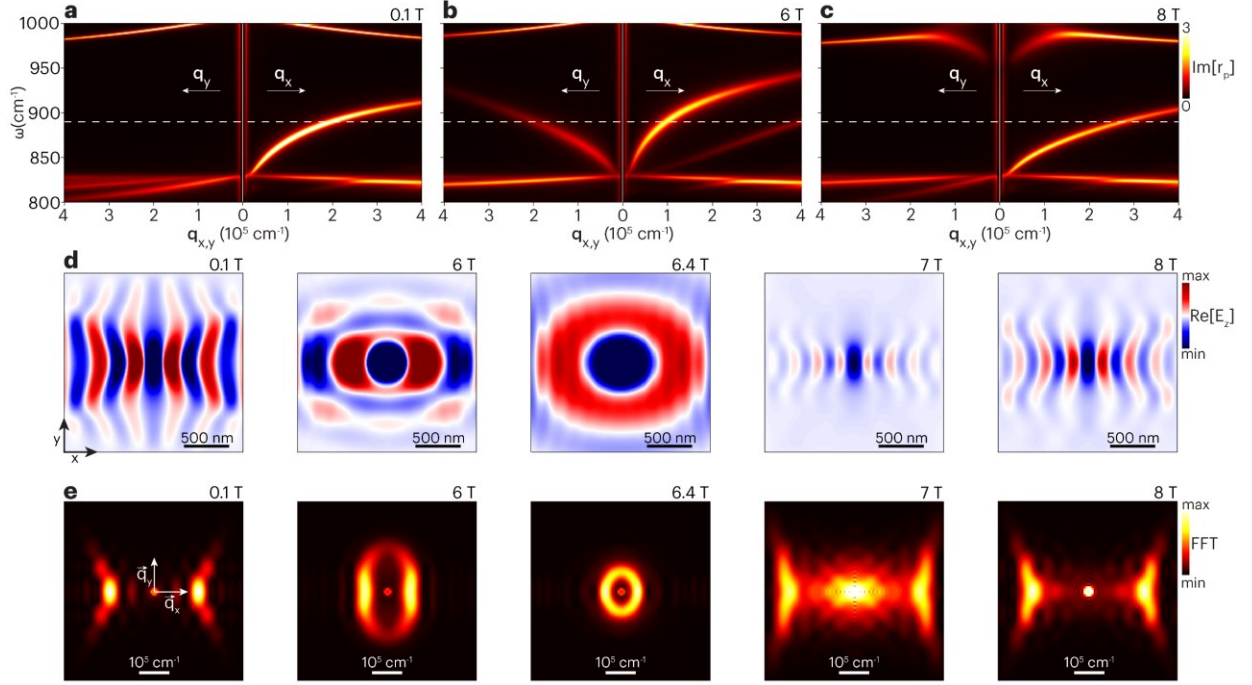 a 0.1 T b 6 T c 8 T
1000
950
900
850
800
ω(cm⁻¹)
q_y q_x q_y q_x q_y q_x
3
Im[r_p]
0
4 3 2 1 0 1 2 3 4 3 2 1 0 1 2 3 4 3 2 1 0 1 2 3 4
q_x,y (10⁵ cm⁻¹) q_x,y (10⁵ cm⁻¹) q_x,y (10⁵ cm⁻¹)
d 0.1 T 6 T 6.4 T 7 T 8 T
max
Re[E_z]
min
y
x
500 nm 500 nm 500 nm 500 nm 500 nm
e 0.1 T 6 T 6.4 T 7 T 8 T
max
FFT
min
q⃗_y
q⃗_x
10⁵ cm⁻¹ 10⁵ cm⁻¹ 10⁵ cm⁻¹ 10⁵ cm⁻¹ 10⁵ cm⁻¹